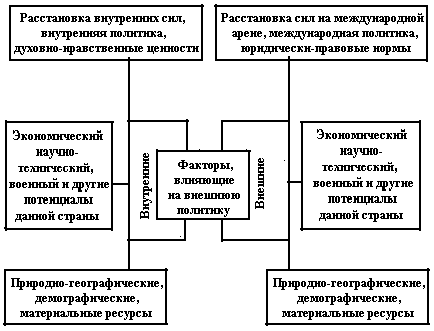 Расстановка внутренних сил,
внутренняя политика,
духовно-нравственные ценности
Расстановка сил на международной
арене, международная политика,
юридически-правовые нормы
Экономический
научно-
технический,
военный и другие
потенциалы
данной страны
Внутренние
Факторы,
влияющие
на внешнюю
политику
Внешние
Экономический
научно-
технический,
военный и другие
потенциалы
данной страны
Природно-географические,
демографические,
материальные ресурсы
Природно-географические,
демографические,
материальные ресурсы